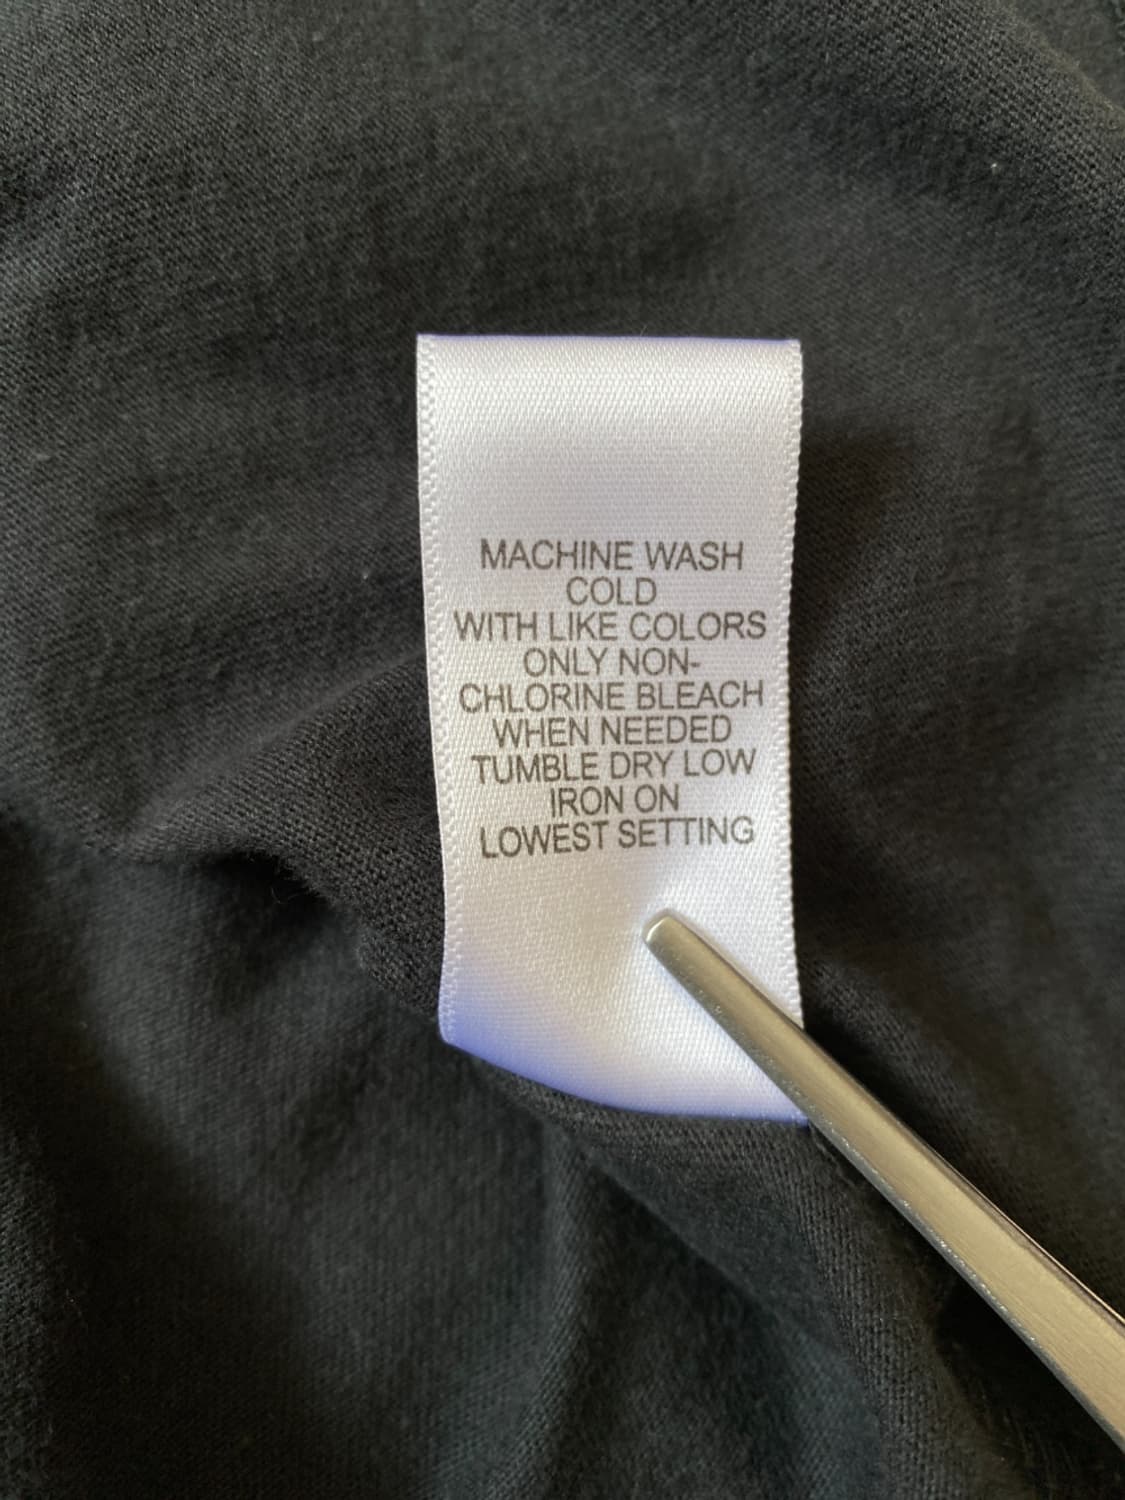 MACHINE WASH
COLD
WITH LIKE COLORS
ONLY NON-
CHLORINE BLEACH
WHEN NEEDED
TUMBLE DRY LOW
IRON ON
LOWEST SETTING